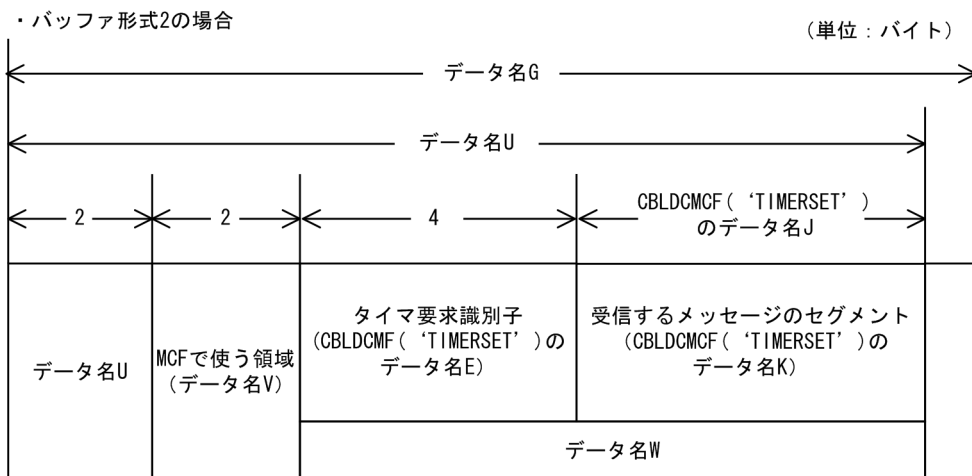 ・バッファ形式2の場合
(単位：バイト)
データ名G
データ名U
2
2
4
CBLDCMCF(‘TIMERSET’)
のデータ名J
データ名U
MCFで使う領域
(データ名V)
タイマ要求識別子
(CBLDCMF(‘TIMERSET’)の
データ名E)
受信するメッセージのセグメント
(CBLDCMCF(‘TIMERSET’)の
データ名K)
データ名W